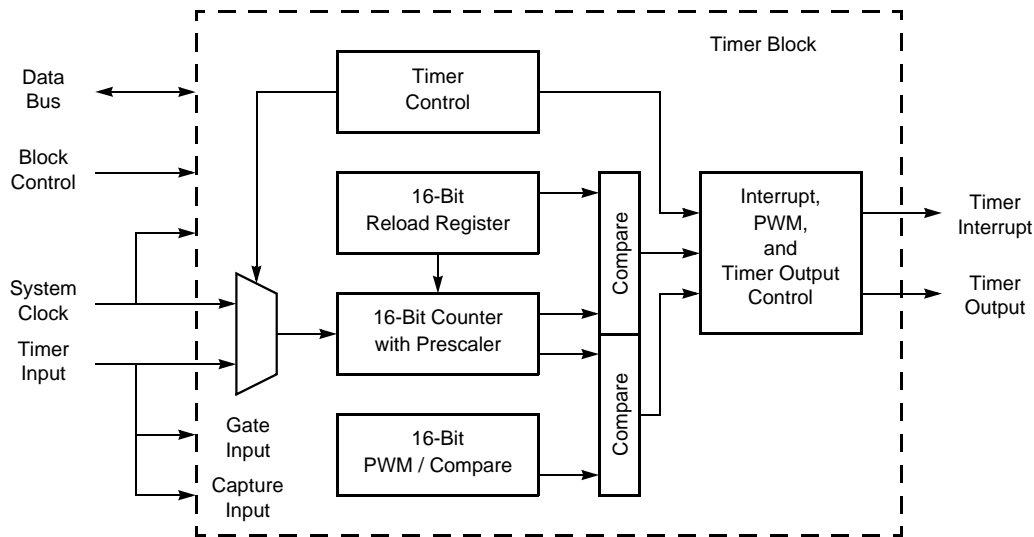 Timer Block
Data
Bus
Timer
Control
Block
Control
16-Bit
Reload Register
Compare
Interrupt,
PWM,
and
Timer Output
Control
Timer
Interrupt
System
Clock
16-Bit Counter
with Prescaler
Timer
Output
Timer
Input
Compare
Gate
Input
16-Bit
PWM / Compare
Capture
Input